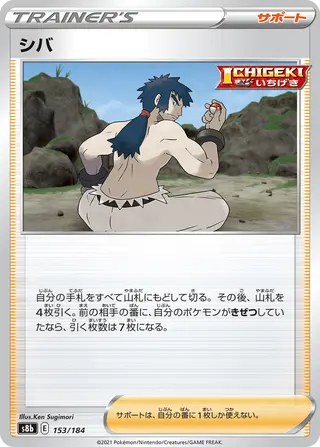 TRAINER'S
サポート
シバ
ICHIGEKI
いちげき
自分の手札をすべて山札にもどして切る。その後、山札を
4枚引く。前の相手の番に、自分のポケモンがきぜつしてい
たなら、引く枚数は7枚になる。
Illus.Ken Sugimori
s8b E 153/184
サポートは、自分の番に1枚しか使えない。
©2021 Pokémon/Nintendo/Creatures/GAME FREAK.